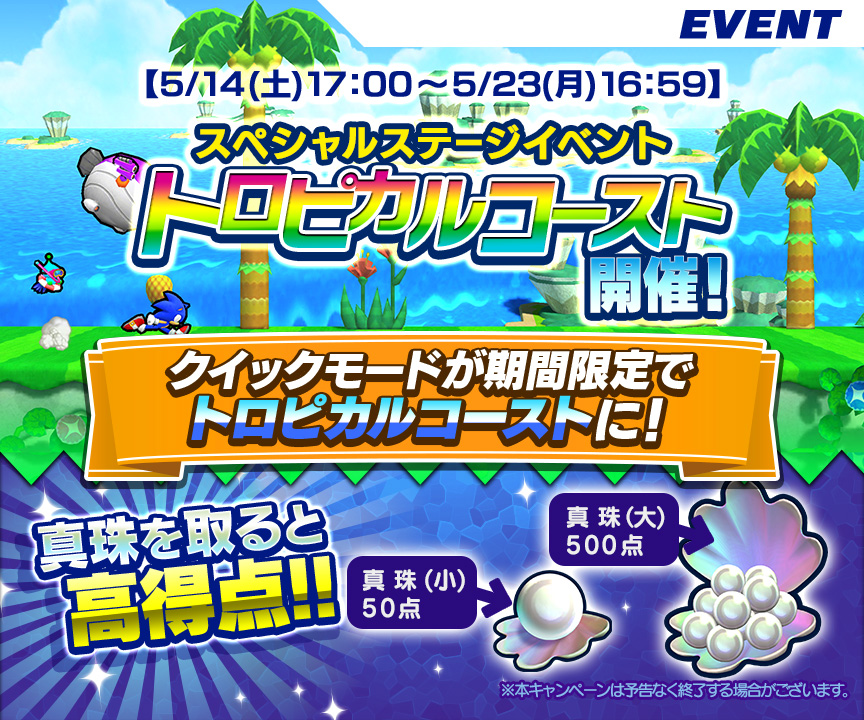 EVENT
【5/14(土)17:00～5/23(月)16:59】
スペシャルステージイベント
トロピカルコースト
開催！
クイックモードが期間限定で
トロピカルコーストに！
真珠を取ると
高得点!!
真珠(大)
500点
真珠(小)
50点
※本キャンペーンは予告なく終了する場合がございます。